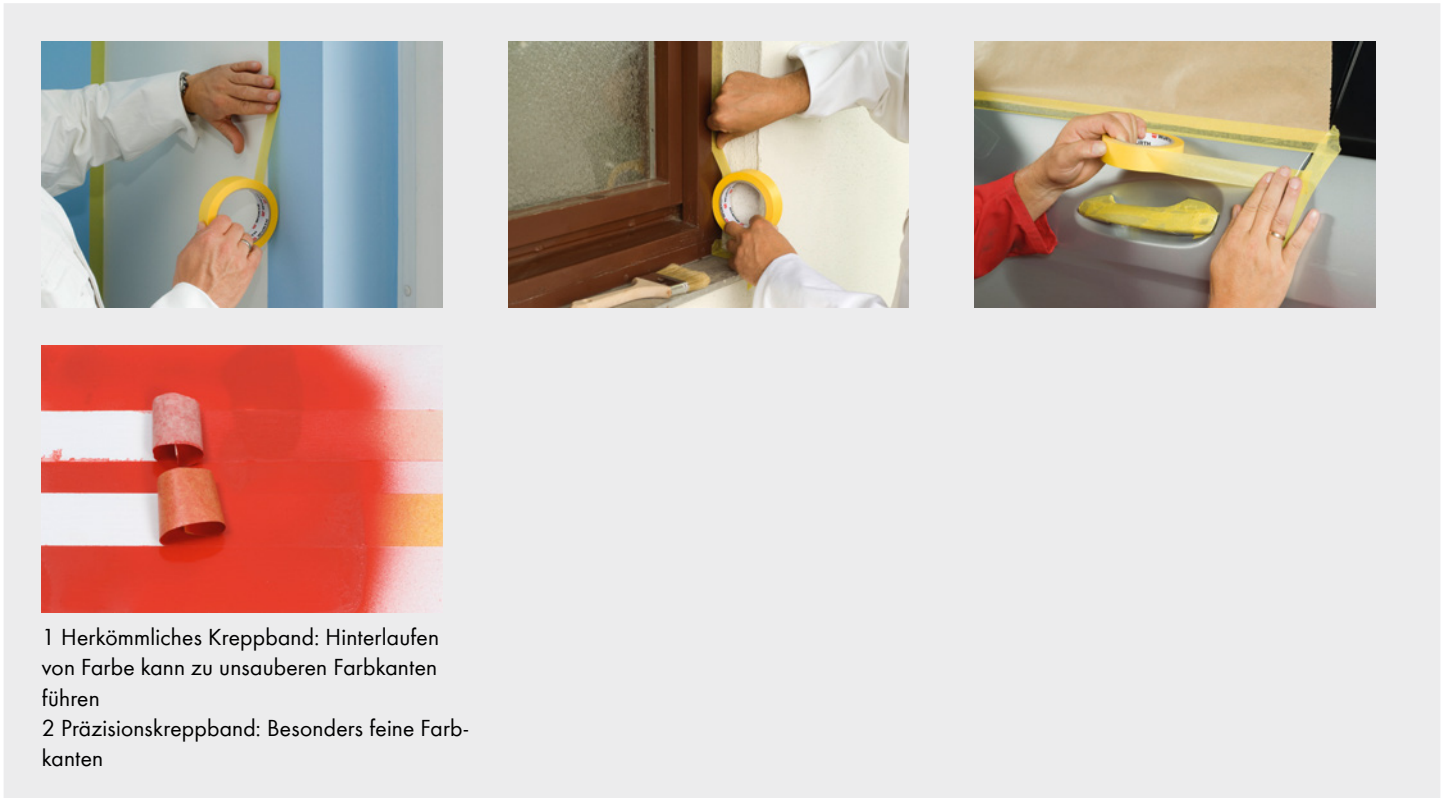 1 Herkömmliches Kreppband: Hinterlaufen
von Farbe kann zu unsauberen Farbkanten
führen
2 Präzisionskreppband: Besonders feine Farb-
kanten